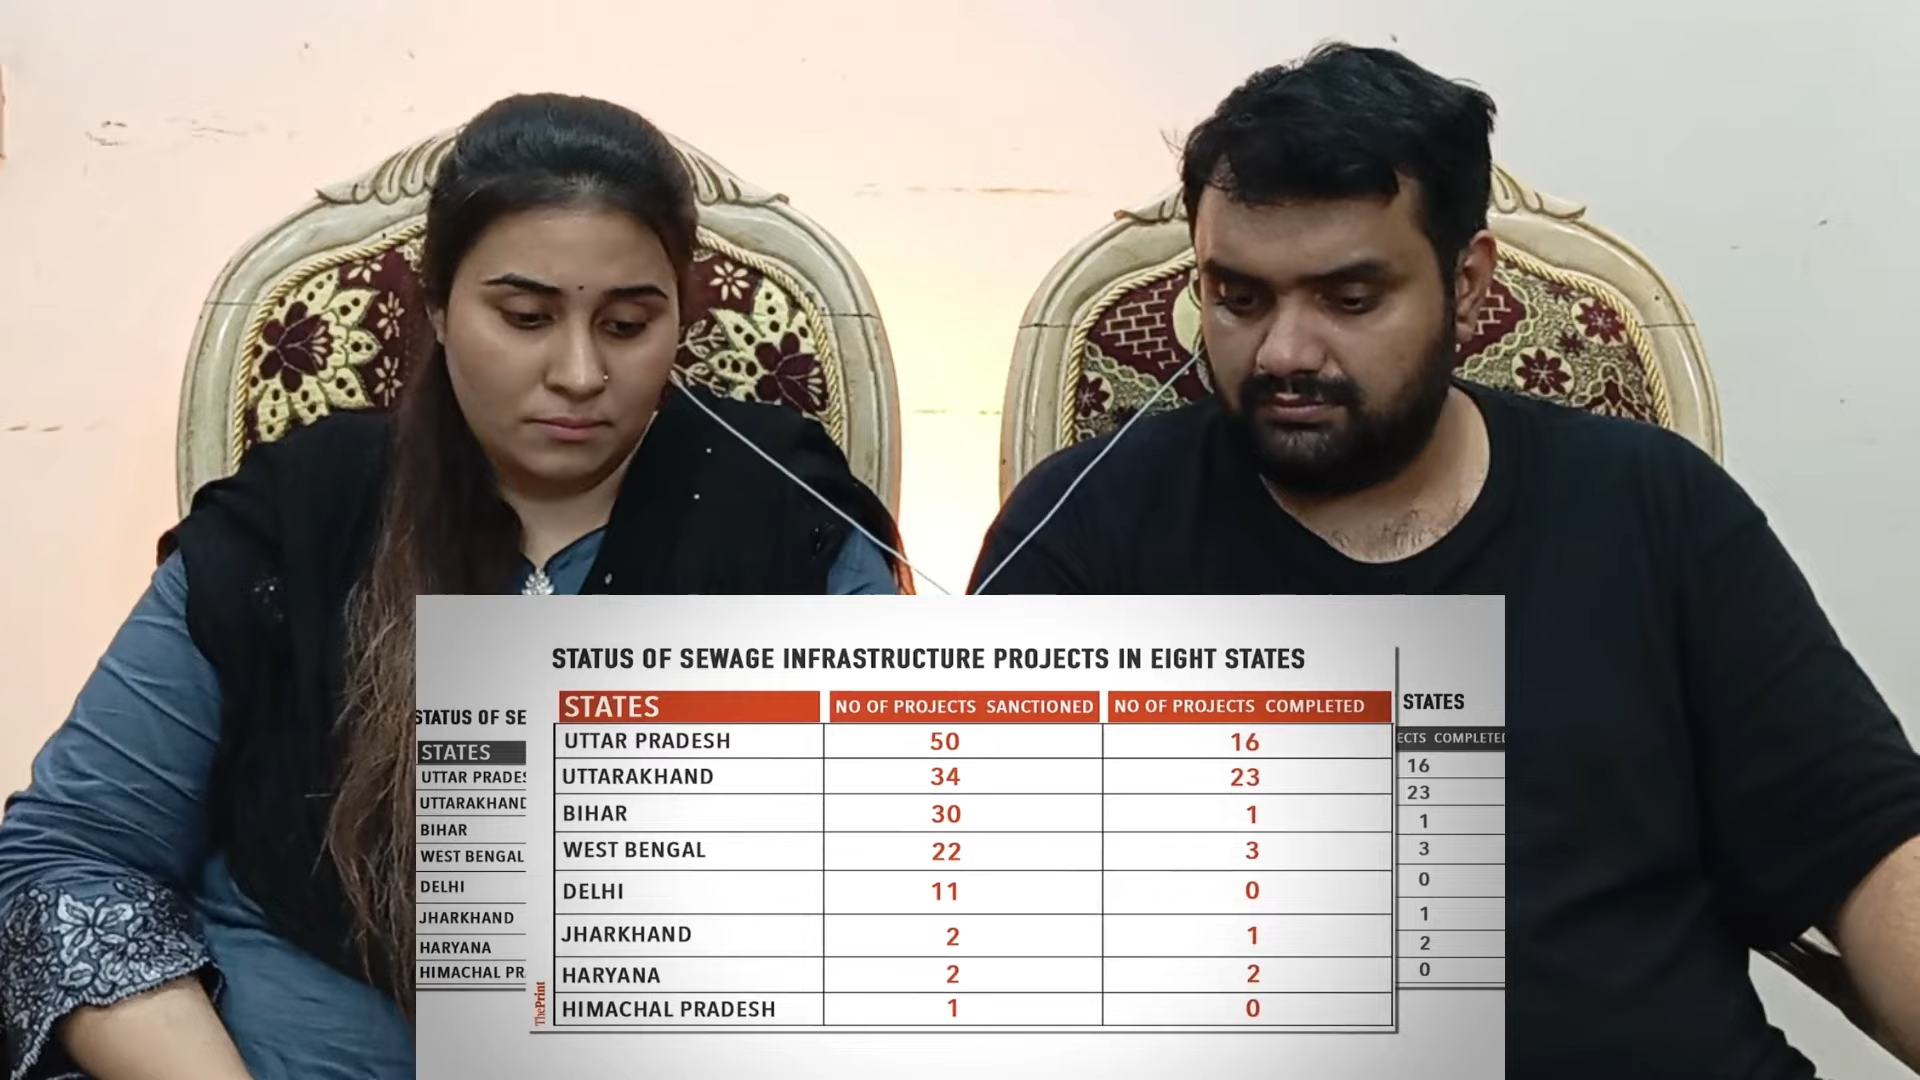 STATUS OF SEWAGE INFRASTRUCTURE PROJECTS IN EIGHT STATES
STATES NO OF PROJECTS SANCTIONED NO OF PROJECTS COMPLETED
UTTAR PRADESH 50 16
UTTARAKHAND 34 23
BIHAR 30 1
WEST BENGAL 22 3
DELHI 11 0
JHARKHAND 2 1
HARYANA 2 2
HIMACHAL PRADESH 1 0
ThePrint
STATUS OF SE
STATES
UTTAR PRADES
UTTARAKHAND
BIHAR
WEST BENGAL
DELHI
JHARKHAND
HARYANA
HIMACHAL PR
STATES
ECTS COMPLETED
16
23
1
3
0
1
2
0